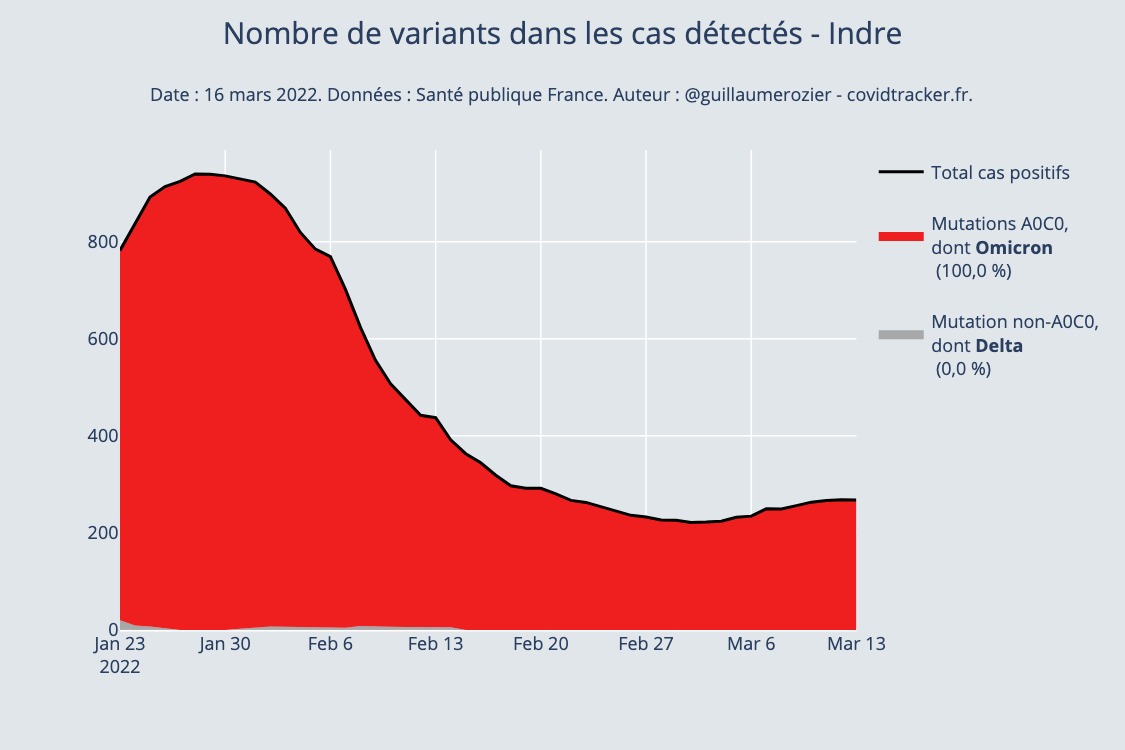 Nombre de variants dans les cas détectés - Indre
Date : 16 mars 2022. Données : Santé publique France. Auteur : @guillaumerozier - covidtracker.fr.
Total cas positifs
Mutations A0C0,
dont Omicron
(100,0 %)
Mutation non-A0C0,
dont Delta
(0,0 %)
800
600
400
200
0
Jan 23
2022
Jan 30
Feb 6
Feb 13
Feb 20
Feb 27
Mar 6
Mar 13